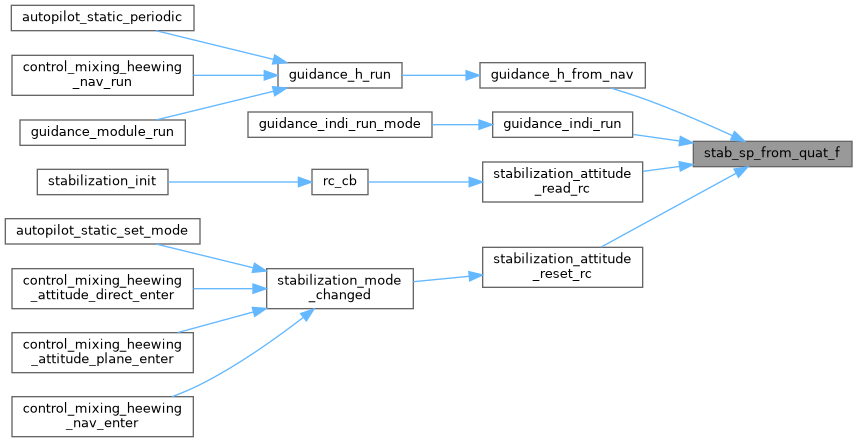 autopilot_static_periodic
control_mixing_heewing
_nav_run
guidance_module_run
guidance_h_run
guidance_h_from_nav
guidance_indi_run_mode
guidance_indi_run
stab_sp_from_quat_f
stabilization_init
rc_cb
stabilization_attitude
_read_rc
autopilot_static_set_mode
control_mixing_heewing
_attitude_direct_enter
control_mixing_heewing
_attitude_plane_enter
control_mixing_heewing
_nav_enter
stabilization_mode
_changed
stabilization_attitude
_reset_rc